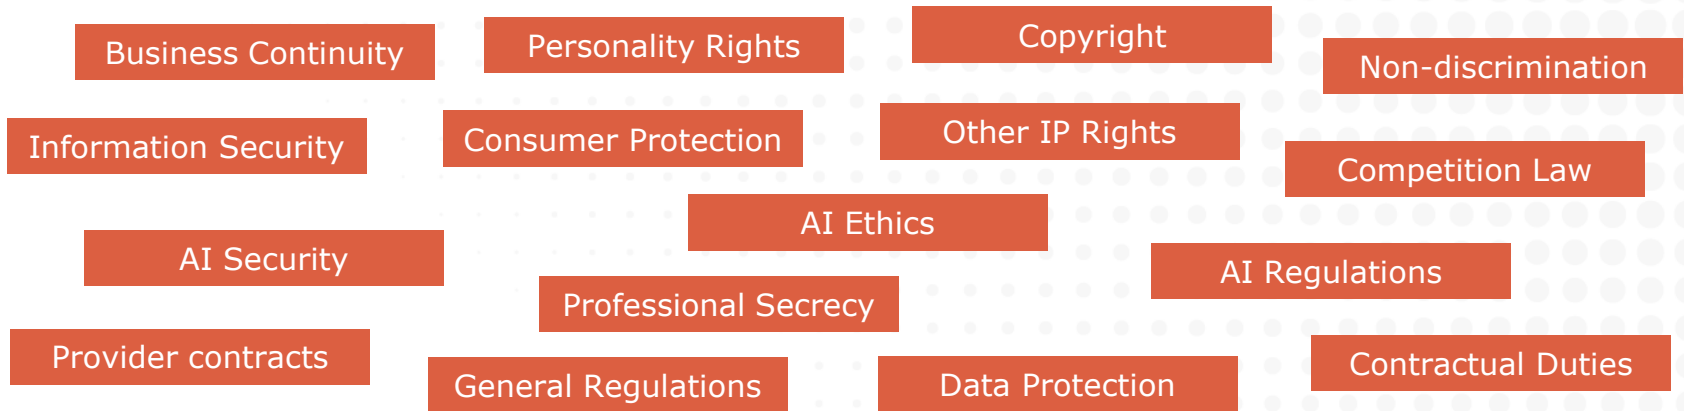 Business Continuity
Personality Rights
Copyright
Non-discrimination
Information Security
Consumer Protection
Other IP Rights
Competition Law
AI Ethics
AI Security
AI Regulations
Professional Secrecy
Provider contracts
General Regulations
Data Protection
Contractual Duties